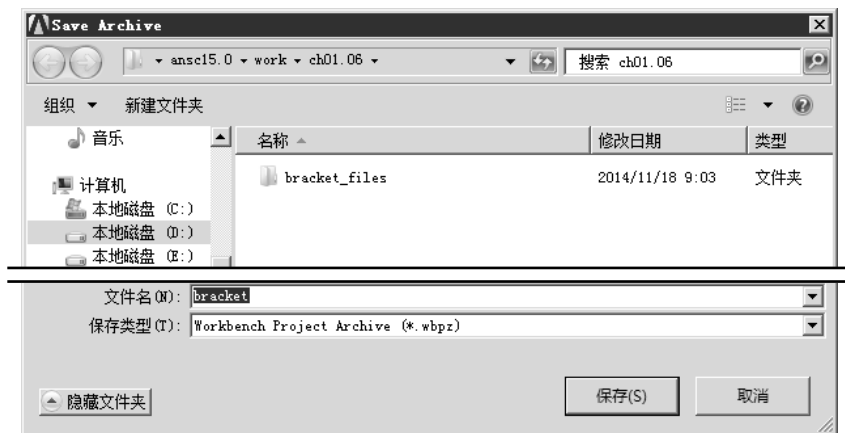 Save Archive
ansc15.0 work ch01.06 搜索 ch01.06
组织 新建文件夹
音乐 名称 修改日期 类型
bracket_files 2014/11/18 9:03 文件夹
计算机
本地磁盘 (C:)
本地磁盘 (D:)
本地磁盘 (E:)
文件名(N): bracket
保存类型(T): Workbench Project Archive (*.wbpz)
隐藏文件夹 保存(S) 取消